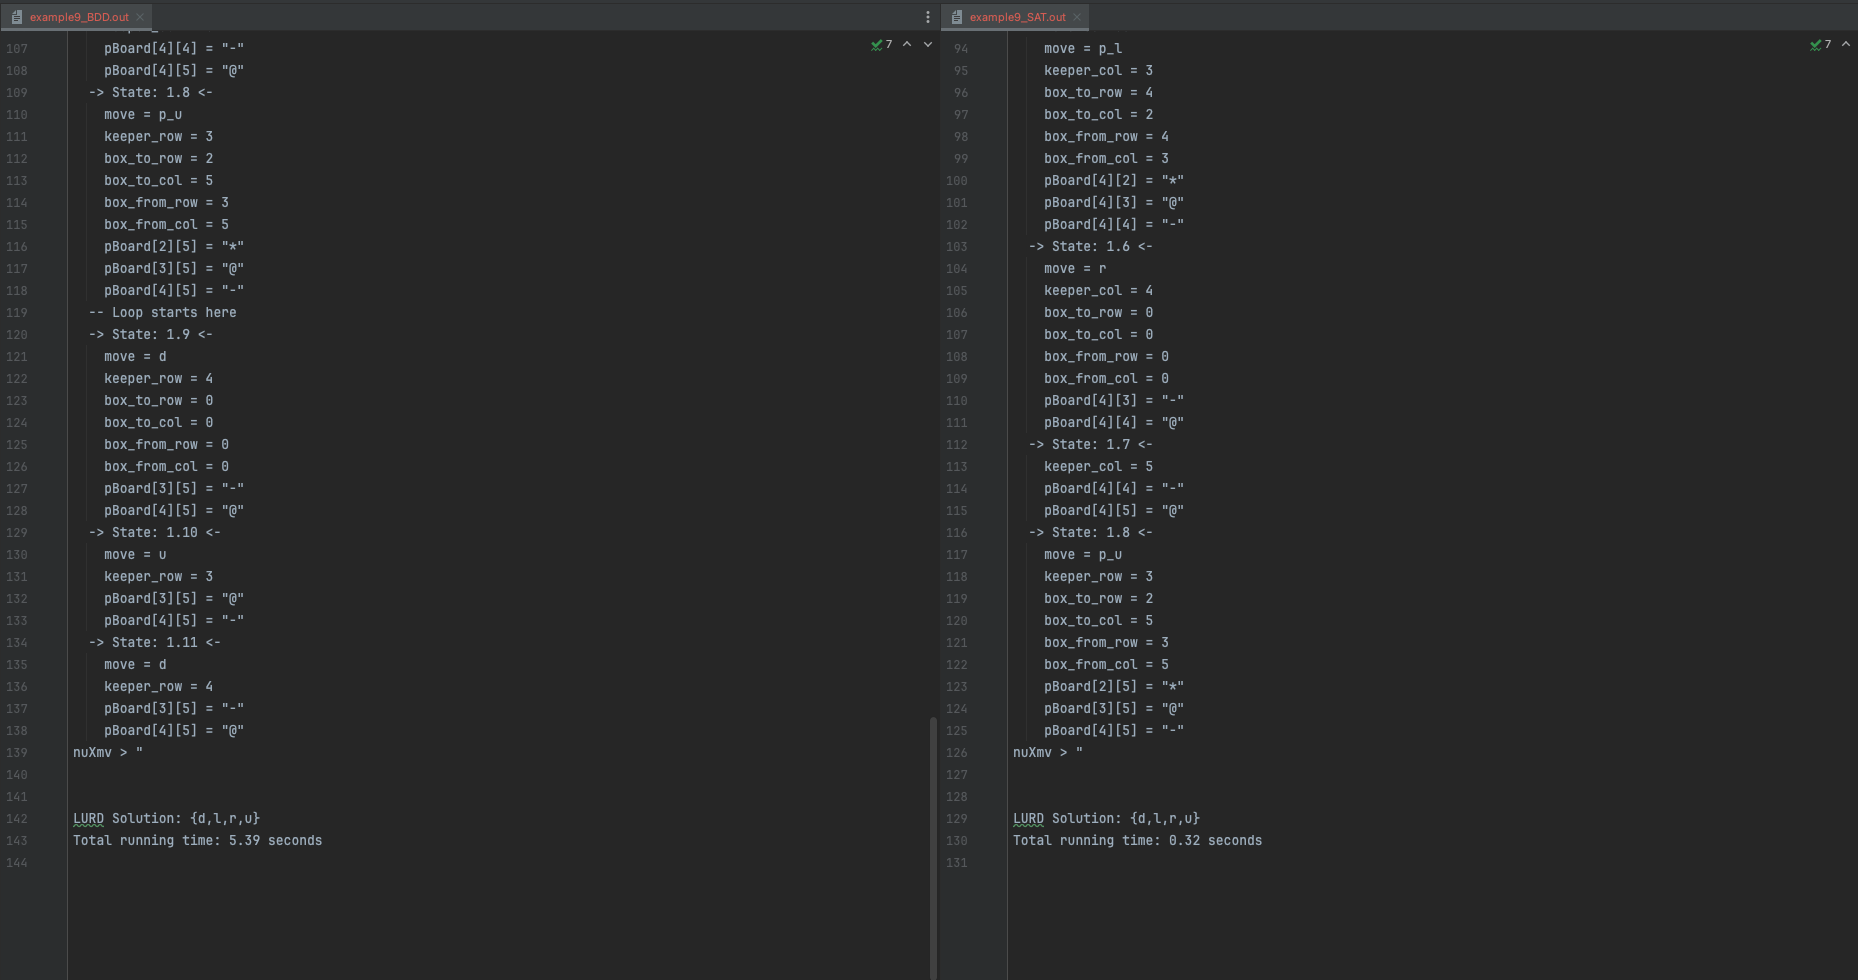 example9_BDD.out
7
107 pBoard[4][4] = "-"
108 pBoard[4][5] = "@"
109 -> State: 1.8 <-
110 move = p_u
111 keeper_row = 3
112 box_to_row = 2
113 box_to_col = 5
114 box_from_row = 3
115 box_from_col = 5
116 pBoard[2][5] = "*"
117 pBoard[3][5] = "@"
118 pBoard[4][5] = "-"
119 -- Loop starts here
120 -> State: 1.9 <-
121 move = d
122 keeper_row = 4
123 box_to_row = 0
124 box_to_col = 0
125 box_from_row = 0
126 box_from_col = 0
127 pBoard[3][5] = "-"
128 pBoard[4][5] = "@"
129 -> State: 1.10 <-
130 move = u
131 keeper_row = 3
132 pBoard[3][5] = "@"
133 pBoard[4][5] = "-"
134 -> State: 1.11 <-
135 move = d
136 keeper_row = 4
137 pBoard[3][5] = "-"
138 pBoard[4][5] = "@"
139 nuXmv > "
140
141
142 LURD Solution: {d,l,r,u}
143 Total running time: 5.39 seconds
144
example9_SAT.out
7
94 move = p_l
95 keeper_col = 3
96 box_to_row = 4
97 box_to_col = 2
98 box_from_row = 4
99 box_from_col = 3
100 pBoard[4][2] = "*"
101 pBoard[4][3] = "@"
102 pBoard[4][4] = "-"
103 -> State: 1.6 <-
104 move = r
105 keeper_col = 4
106 box_to_row = 0
107 box_to_col = 0
108 box_from_row = 0
109 box_from_col = 0
110 pBoard[4][3] = "-"
111 pBoard[4][4] = "@"
112 -> State: 1.7 <-
113 keeper_col = 5
114 pBoard[4][4] = "-"
115 pBoard[4][5] = "@"
116 -> State: 1.8 <-
117 move = p_u
118 keeper_row = 3
119 box_to_row = 2
120 box_to_col = 5
121 box_from_row = 3
122 box_from_col = 5
123 pBoard[2][5] = "*"
124 pBoard[3][5] = "@"
125 pBoard[4][5] = "-"
126 nuXmv > "
127
128
129 LURD Solution: {d,l,r,u}
130 Total running time: 0.32 seconds
131